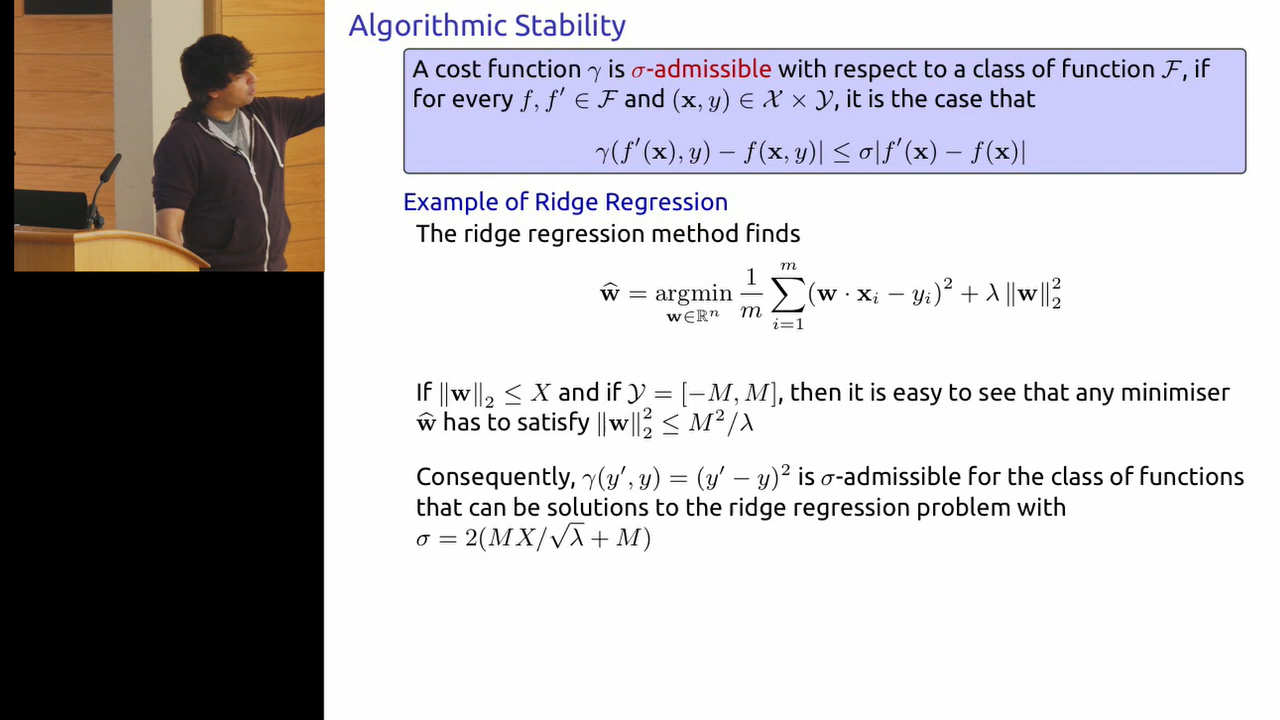 Algorithmic Stability
A cost function γ is σ-admissible with respect to a class of function ℱ, if
for every f, f′ ∈ ℱ and (𝐱, y) ∈ 𝒳 × 𝒴, it is the case that
γ(f′(𝐱), y) − f(𝐱, y)| ≤ σ|f′(𝐱) − f(𝐱)|
Example of Ridge Regression
The ridge regression method finds
ŵ = argmin_{w∈ℝⁿ} 1/m ∑_{i=1}^{m} (w · xᵢ − yᵢ)² + λ ‖w‖₂²
If ‖w‖₂ ≤ X and if 𝒴 = [−M, M], then it is easy to see that any minimiser
ŵ has to satisfy ‖w‖₂² ≤ M²/λ
Consequently, γ(y′, y) = (y′ − y)² is σ-admissible for the class of functions
that can be solutions to the ridge regression problem with
σ = 2(MX/√λ + M)